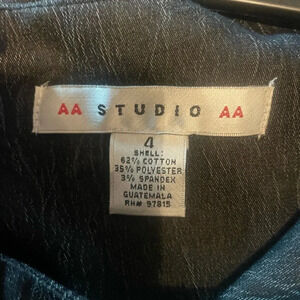 AA STUDIO AA
4
SHELL:
62% COTTON
35% POLYESTER
3% SPANDEX
MADE IN
GUATEMALA
RN# 97815